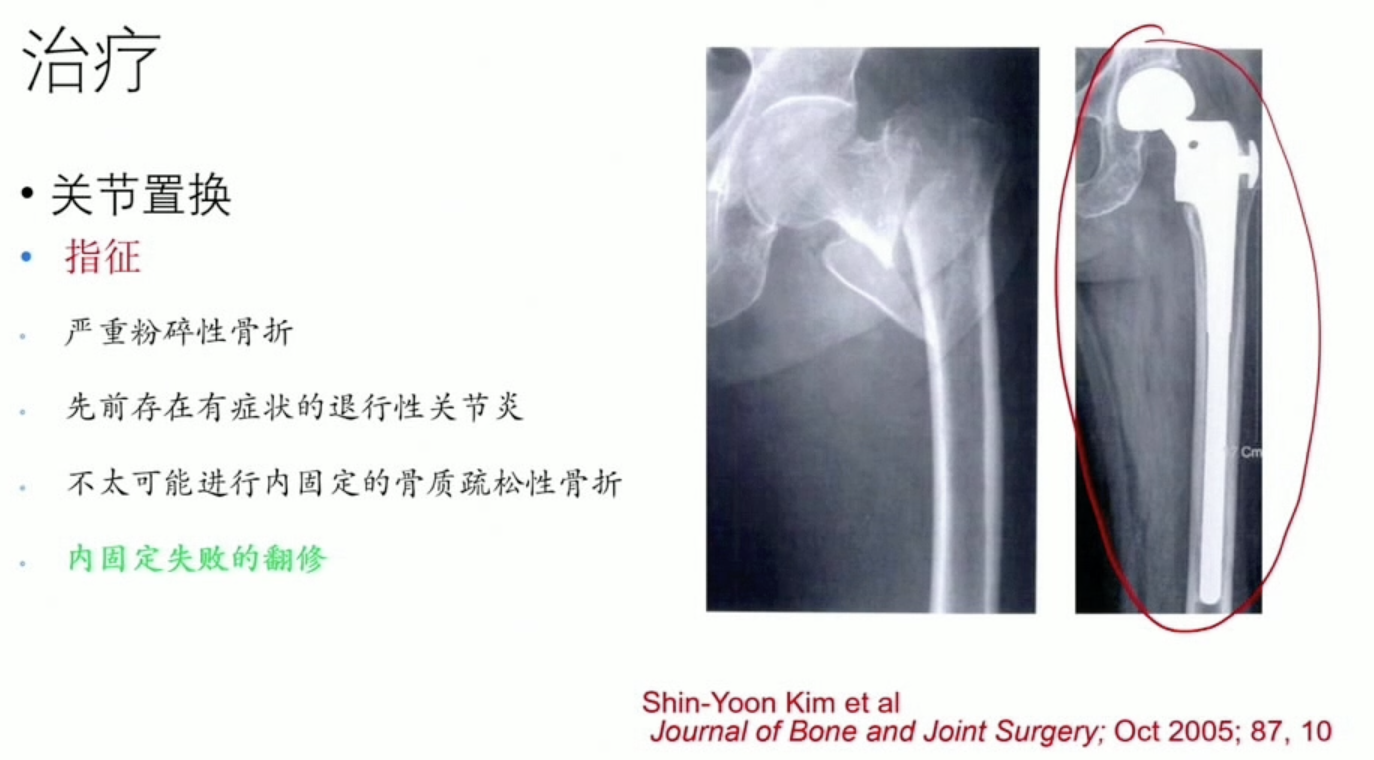 治疗
• 关节置换
• 指征
• 严重粉碎性骨折
• 先前存在有症状的退行性关节炎
• 不太可能进行内固定的骨质疏松性骨折
• 内固定失败的翻修
7 Cm
Shin-Yoon Kim et al
Journal of Bone and Joint Surgery; Oct 2005; 87, 10